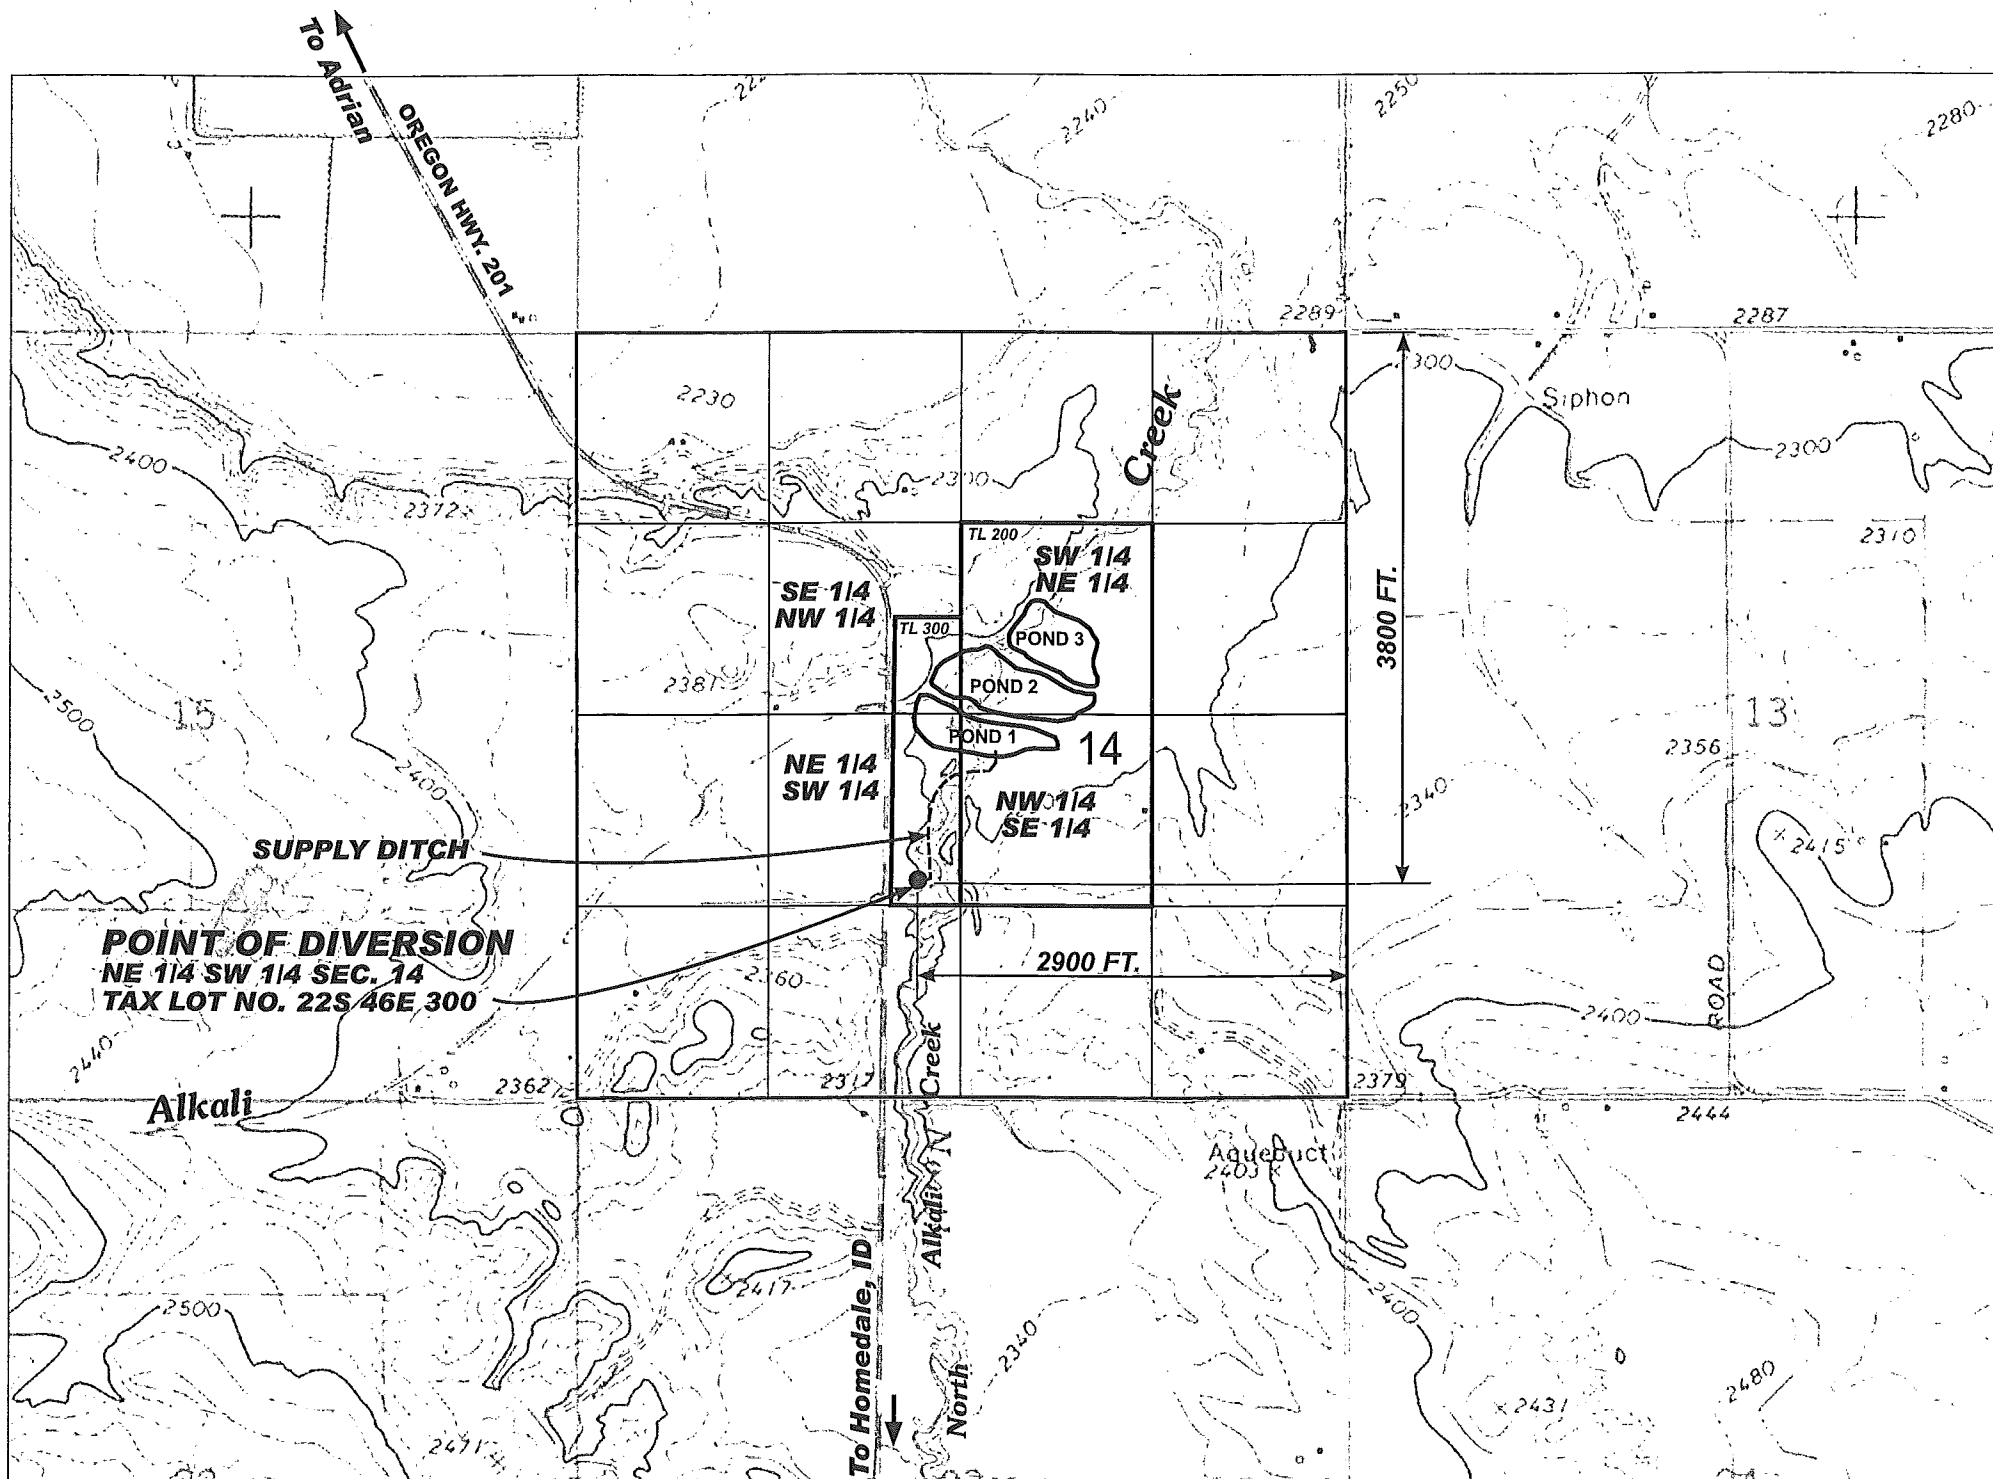 To Adrian
OREGON HWY. 201
2240
2250
2280
2289
2287
2230
2300
Siphon
2300
2400
2300
2372
Creek
2310
TL 200
SW 1/4
NE 1/4
SE 1/4
NW 1/4
TL 300
POND 3
3800 FT.
2381
POND 2
2500
15
13
POND 1
14
2356
NE 1/4
SW 1/4
2400
NW 1/4
SE 1/4
2340
SUPPLY DITCH
2415
POINT OF DIVERSION
NE 1/4 SW 1/4 SEC. 14
TAX LOT NO. 22S 46E 300
2360
2900 FT.
ROAD
2400
2440
Creek
2362
2317
2379
Alkali
2444
Aqueduct
2403
Alkali
N
To Homedale, ID
2417
2500
2400
2340
North
2480
2431
2471